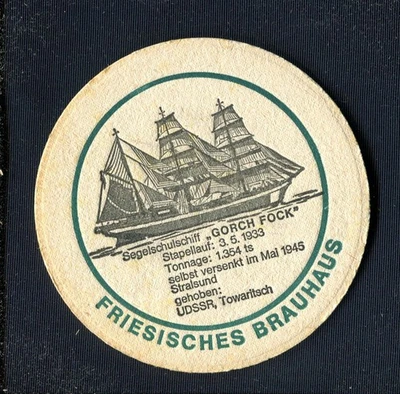 Segelschulschiff „GORCH FOCK"
Stapellauf: 3. 5. 1933
Tonnage: 1.354 ts
selbst versenkt im Mai 1945
Stralsund
gehoben:
UDSSR, Towaritsch
FRIESISCHES BRAUHAUS